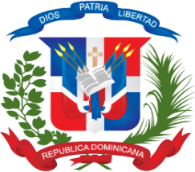 DIOS PATRIA LIBERTAD
REPUBLICA DOMINICANA